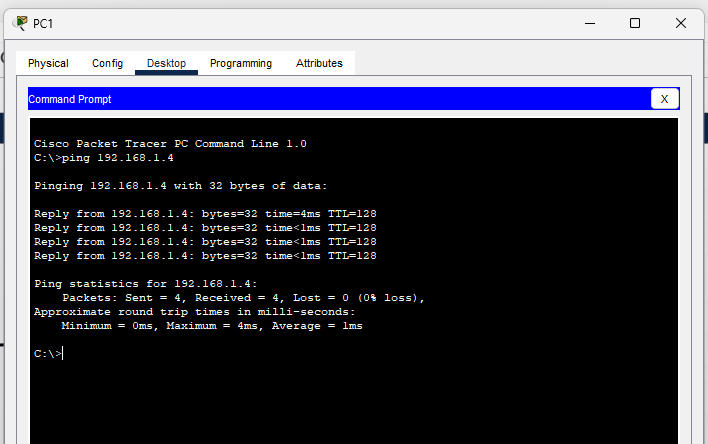 PC1
Physical Config Desktop Programming Attributes
Command Prompt X
Cisco Packet Tracer PC Command Line 1.0
C:\>ping 192.168.1.4
Pinging 192.168.1.4 with 32 bytes of data:
Reply from 192.168.1.4: bytes=32 time=4ms TTL=128
Reply from 192.168.1.4: bytes=32 time<1ms TTL=128
Reply from 192.168.1.4: bytes=32 time<1ms TTL=128
Reply from 192.168.1.4: bytes=32 time<1ms TTL=128
Ping statistics for 192.168.1.4:
Packets: Sent = 4, Received = 4, Lost = 0 (0% loss),
Approximate round trip times in milli-seconds:
Minimum = 0ms, Maximum = 4ms, Average = 1ms
C:\>